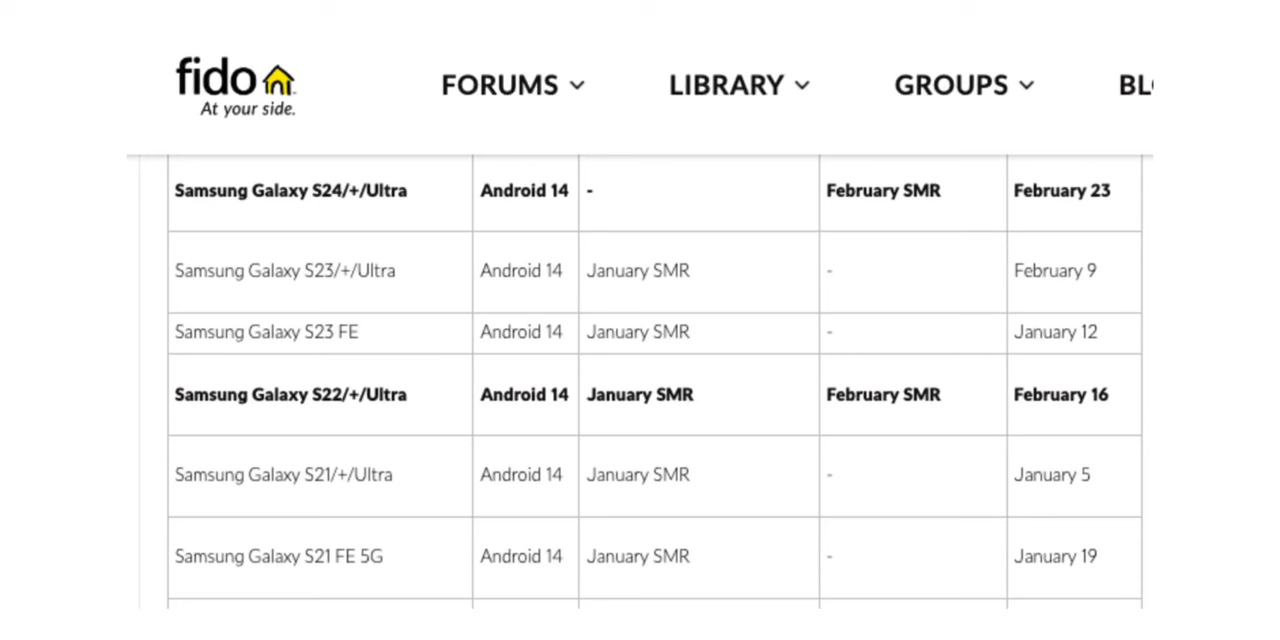 fido
At your side.
FORUMS LIBRARY GROUPS BL
Samsung Galaxy S24/+/Ultra Android 14 - February SMR February 23
Samsung Galaxy S23/+/Ultra Android 14 January SMR - February 9
Samsung Galaxy S23 FE Android 14 January SMR - January 12
Samsung Galaxy S22/+/Ultra Android 14 January SMR February SMR February 16
Samsung Galaxy S21/+/Ultra Android 14 January SMR - January 5
Samsung Galaxy S21 FE 5G Android 14 January SMR - January 19